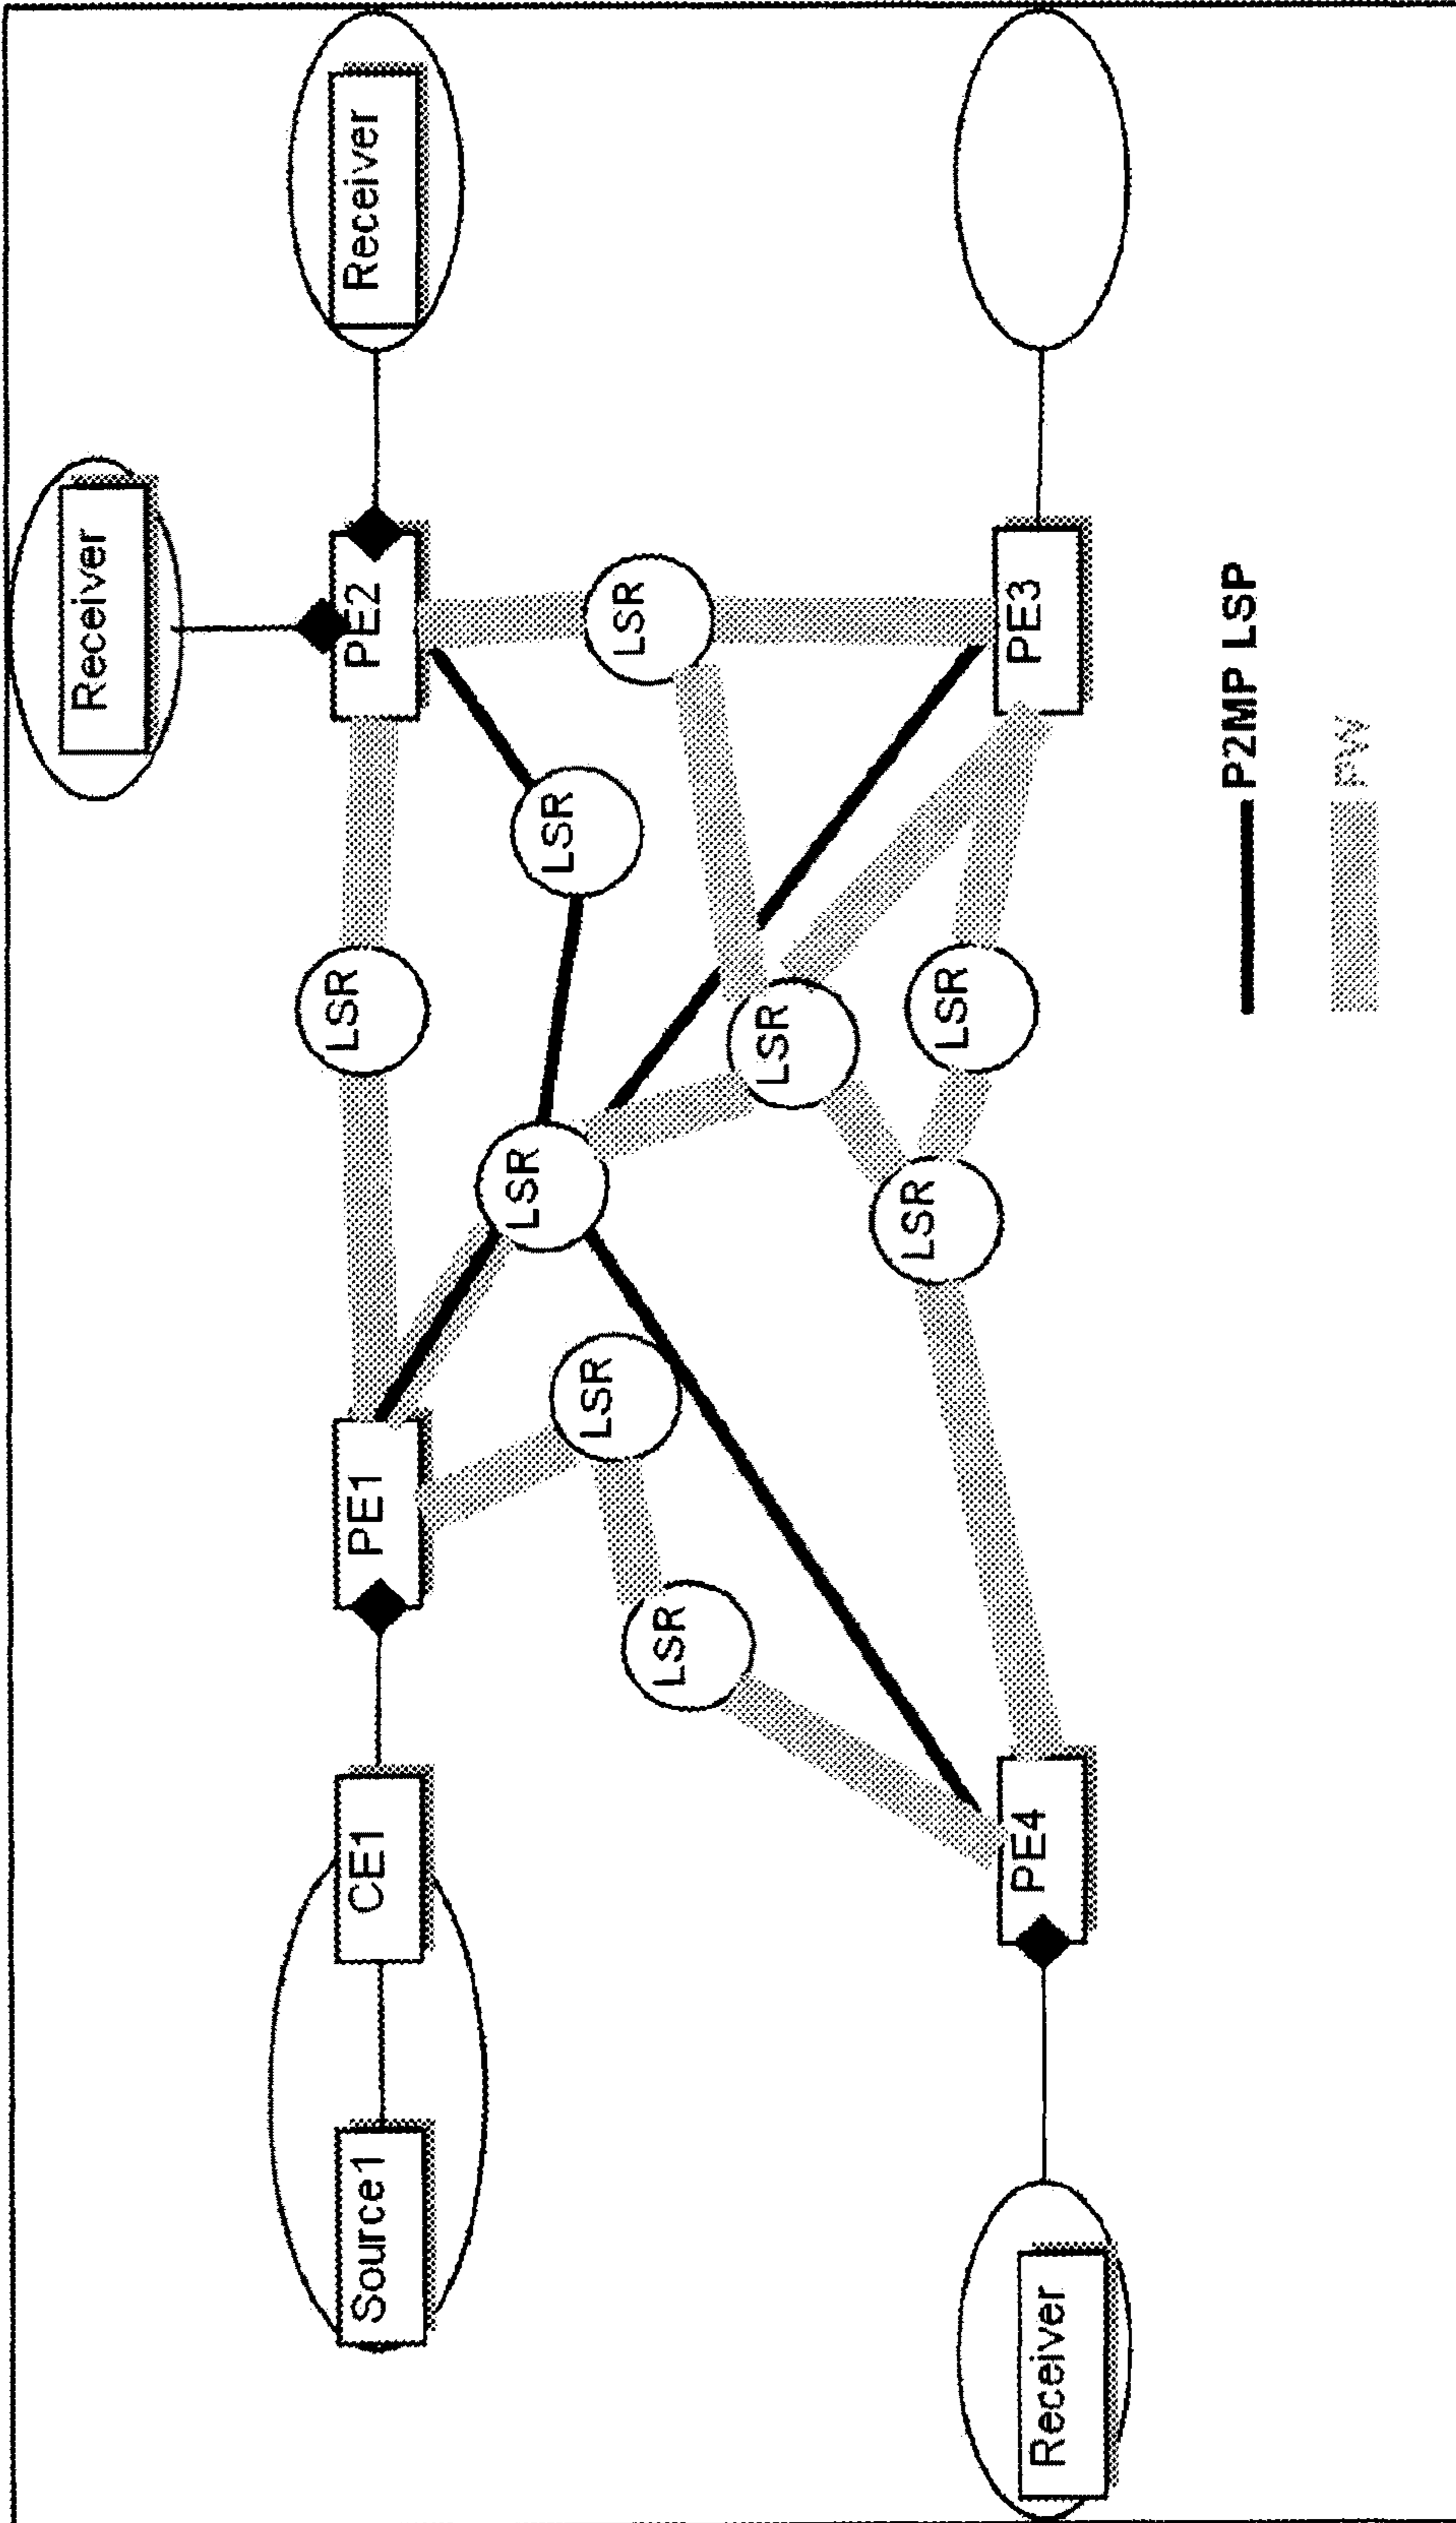 Receiver
Source1
CE1
PE1
LSR
PE2
Receiver
LSR
LSR
LSR
LSR
LSR
LSR
LSR
LSR
Receiver
PE4
PE3
P2MP LSP
PW